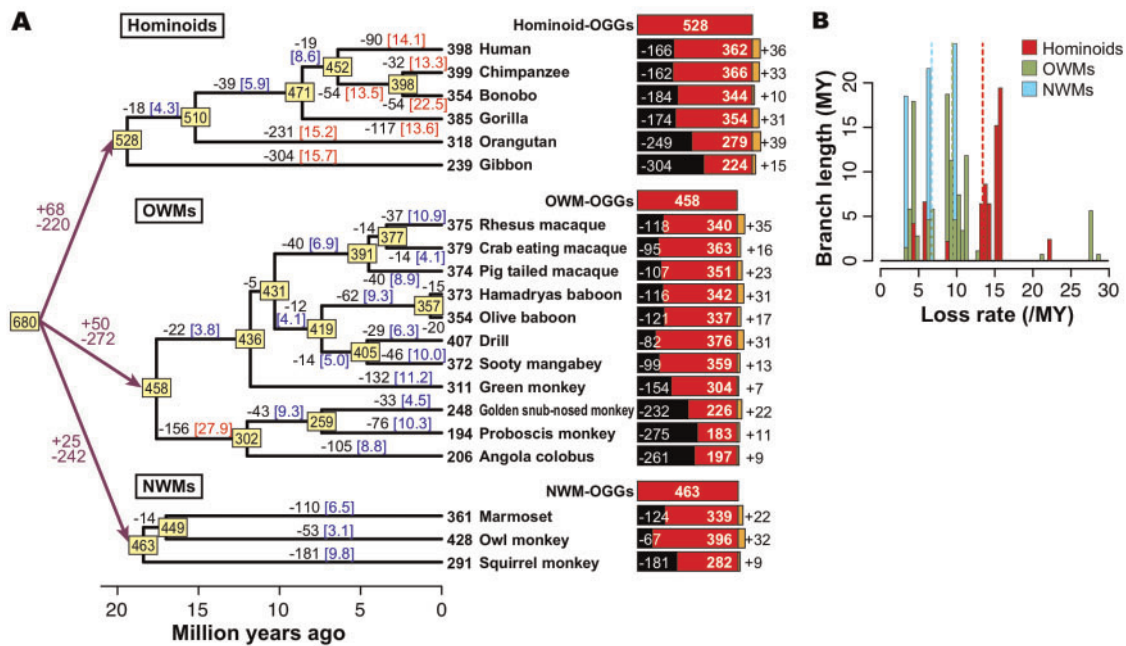 A
Hominoids
Hominoid-OGGs 528
-90 [14.1] 398 Human -166 362 +36
-19 [8.6] 452
-32 [13.3] 399 Chimpanzee -162 366 +33
398
-54 [13.5]
354 Bonobo -184 344 +10
-54 [22.5]
-39 [5.9] 471
385 Gorilla -174 354 +31
-117 [13.6]
-18 [4.3] 510
-231 [15.2] 318 Orangutan -249 279 +39
528
-304 [15.7] 239 Gibbon -304 224 +15
+68
-220
OWMs
OWM-OGGs 458
-37 [10.9] 375 Rhesus macaque -118 340 +35
-14 377
-40 [6.9] 391
379 Crab eating macaque -95 363 +16
-14 [4.1]
374 Pig tailed macaque -107 351 +23
-40 [8.9]
-5 431
-62 [9.3] -15 373 Hamadryas baboon -116 342 +31
357
-12 [4.1] 419
354 Olive baboon -121 337 +17
-20
680
+50
-272
-22 [3.8] 436
-29 [6.3] 407 Drill -82 376 +31
-14 [5.0] 405
-46 [10.0] 372 Sooty mangabey -99 359 +13
458
-132 [11.2] 311 Green monkey -154 304 +7
-33 [4.5] 248 Golden snub-nosed monkey -232 226 +22
-43 [9.3] 259
-76 [10.3] 194 Proboscis monkey -275 183 +11
-156 [27.9] 302
-105 [8.8] 206 Angola colobus -261 197 +9
+25
-242
NWMs
NWM-OGGs 463
-110 [6.5] 361 Marmoset -124 339 +22
-14 449
-53 [3.1] 428 Owl monkey -67 396 +32
463
-181 [9.8] 291 Squirrel monkey -181 282 +9
20 15 10 5 0
Million years ago
B
Hominoids
OWMs
NWMs
Branch length (MY)
20
15
10
5
0
0 5 10 15 20 25 30
Loss rate (/MY)